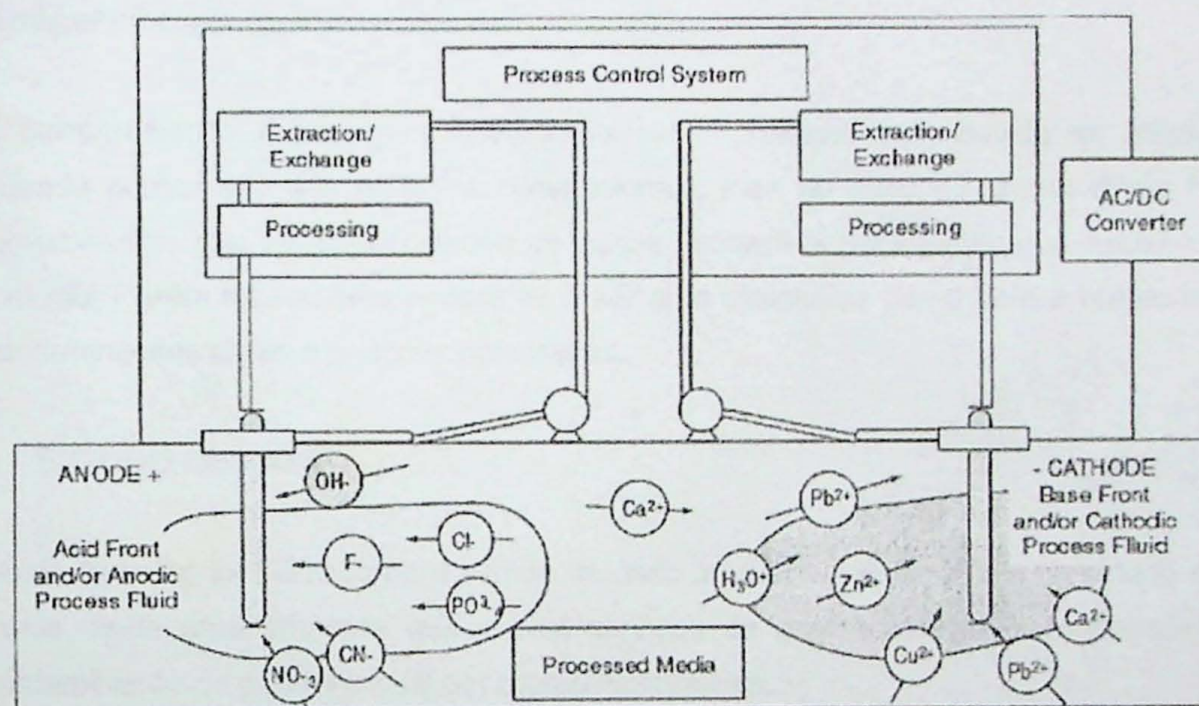 Process Control System
Extraction/
Exchange
Processing
Extraction/
Exchange
Processing
AC/DC
Converter
ANODE +
Acid Front
and/or Anodic
Process Fluid
OH-
F-
Cl-
PO³-₄
CN-
NO-₃
Ca²⁺
Processed Media
- CATHODE
Base Front
and/or Cathodic
Process Fluid
Pb²⁺
H₃O⁺
Zn²⁺
Ca²⁺
Cu²⁺
Pb²⁺